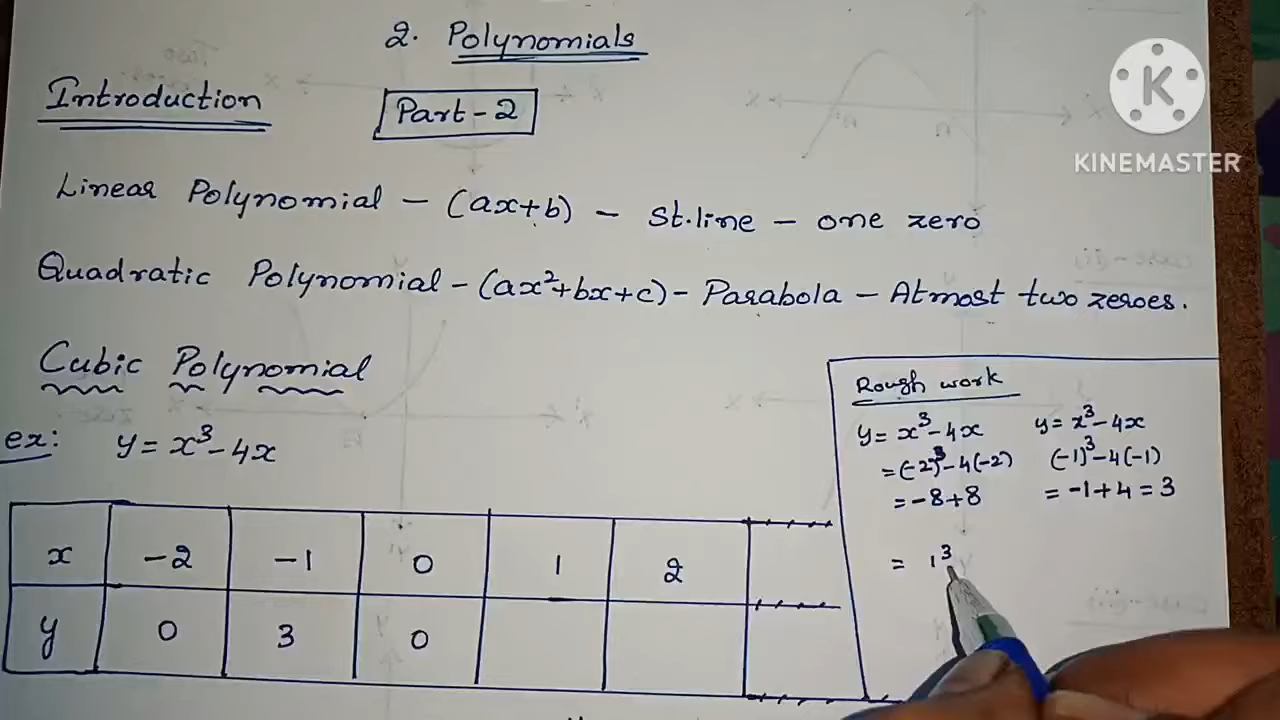 2. Polynomials
Introduction
Part-2
K
KINEMASTER
Linear Polynomial - (ax+b) - St.line - one zero
Quadratic Polynomial - (ax²+bx+c) - Parabola - Atmost two zeroes.
Cubic Polynomial
ex: y = x³-4x
x -2 -1 0 1 2
y 0 3 0
Rough work
y = x³-4x y = x³-4x
= (-2)³-4(-2) (-1)³-4(-1)
= -8+8 = -1+4 = 3
= 1³